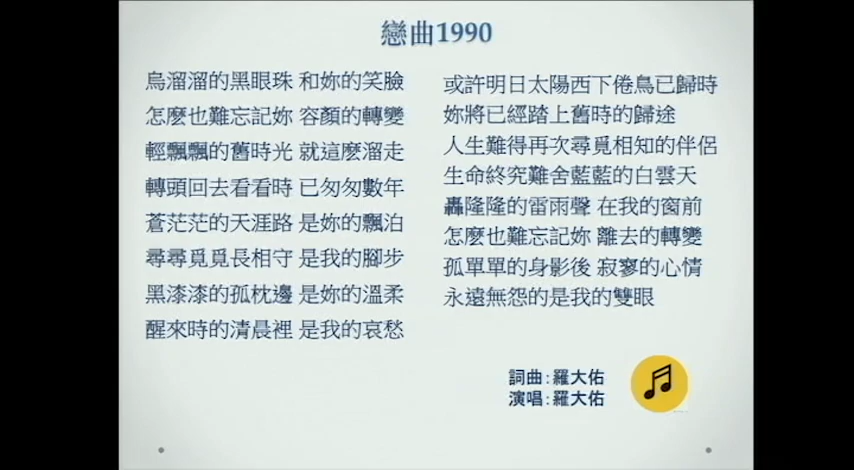 戀曲1990
烏溜溜的黑眼珠 和妳的笑臉
怎麼也難忘記妳 容顏的轉變
輕飄飄的舊時光 就這麼溜走
轉頭回去看看時 已匆匆數年
蒼茫茫的天涯路 是妳的飄泊
尋尋覓覓長相守 是我的腳步
黑漆漆的孤枕邊 是妳的溫柔
醒來時的清晨裡 是我的哀愁
或許明日太陽西下倦鳥已歸時
妳將已經踏上舊時的歸途
人生難得再次尋覓相知的伴侶
生命終究難舍藍藍的白雲天
轟隆隆的雷雨聲 在我的窗前
怎麼也難忘記妳 離去的轉變
孤單單的身影後 寂寥的心情
永遠無怨的是我的雙眼
詞曲：羅大佑
演唱：羅大佑